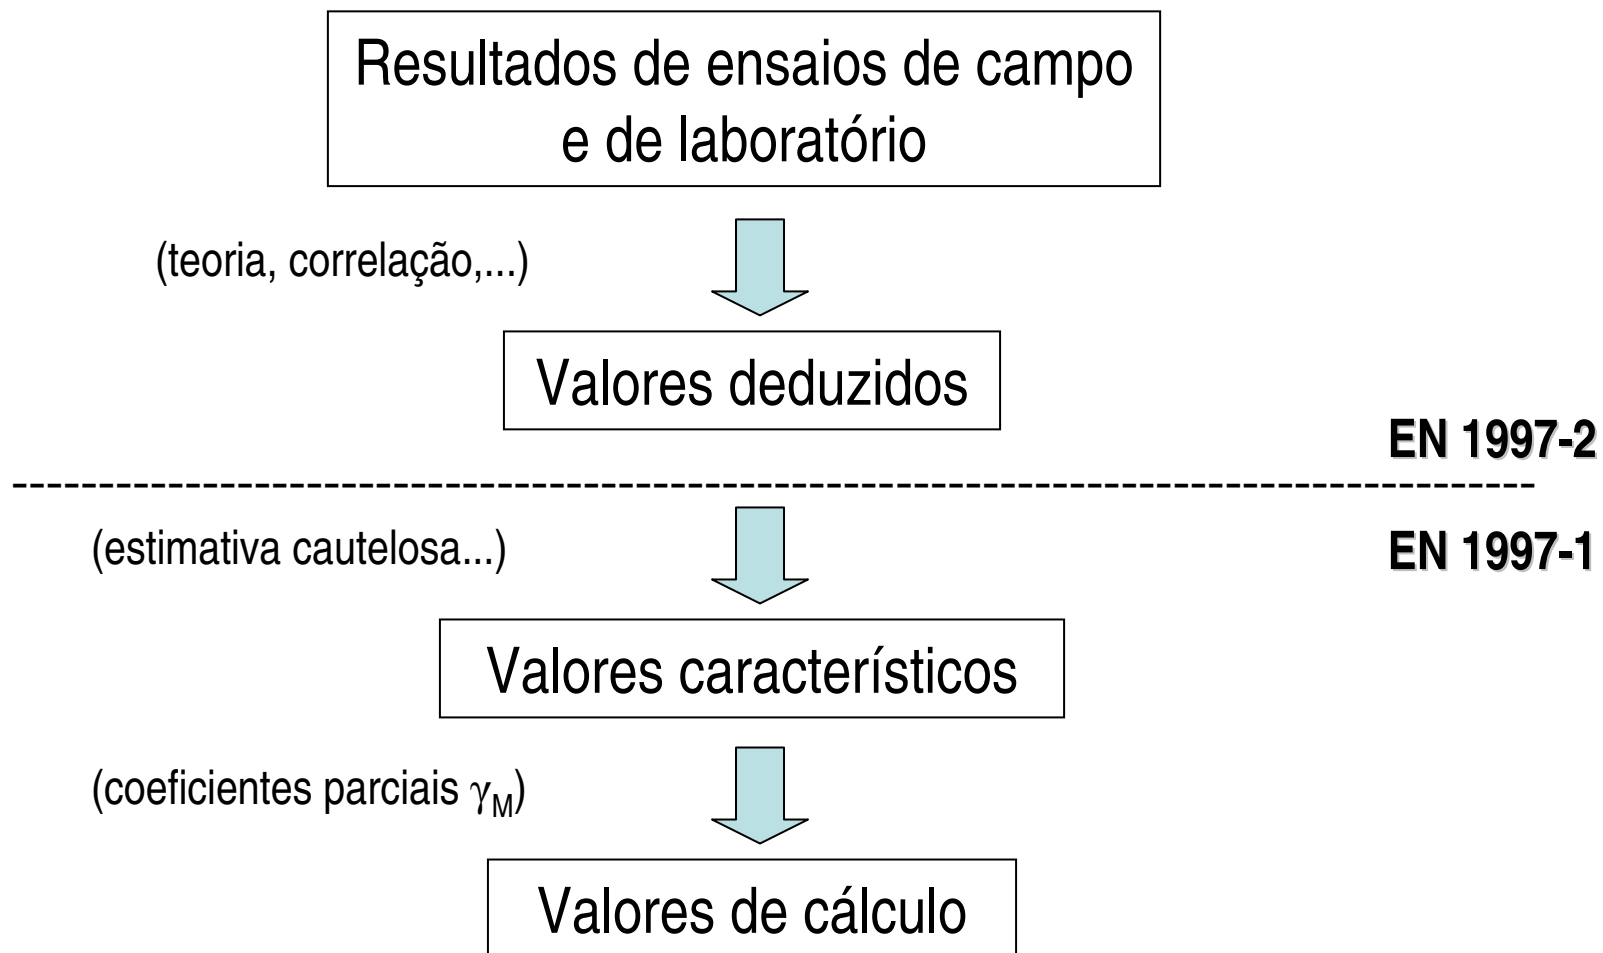 Resultados de ensaios de campo
e de laboratório
(teoria, correlação,...)
Valores deduzidos
EN 1997-2
(estimativa cautelosa...)
EN 1997-1
Valores característicos
(coeficientes parciais γM)
Valores de cálculo